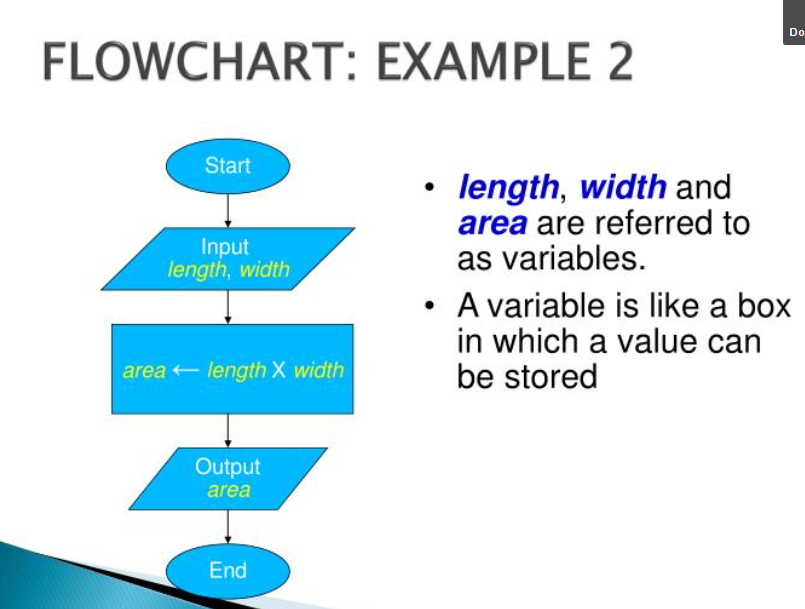 Do
FLOWCHART: EXAMPLE 2
Start
Input
length, width
area ← length X width
Output
area
End
• length, width and
area are referred to
as variables.
• A variable is like a box
in which a value can
be stored